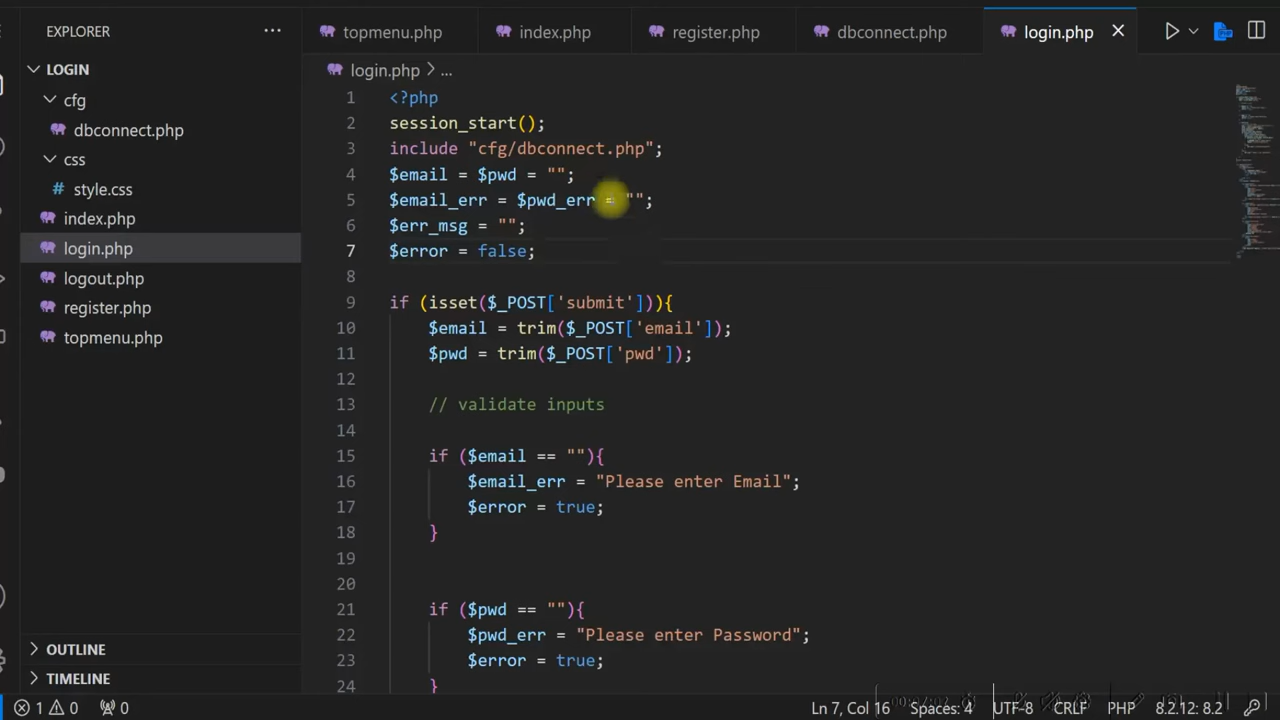 EXPLORER
topmenu.php
index.php
register.php
dbconnect.php
login.php
LOGIN
cfg
dbconnect.php
css
# style.css
index.php
login.php
logout.php
register.php
topmenu.php
OUTLINE
TIMELINE
login.php > ...
1 <?php
2 session_start();
3 include "cfg/dbconnect.php";
4 $email = $pwd = "";
5 $email_err = $pwd_err = "";
6 $err_msg = "";
7 $error = false;
8
9 if (isset($_POST['submit'])){
10 $email = trim($_POST['email']);
11 $pwd = trim($_POST['pwd']);
12
13 // validate inputs
14
15 if ($email == ""){
16 $email_err = "Please enter Email";
17 $error = true;
18 }
19
20
21 if ($pwd == ""){
22 $pwd_err = "Please enter Password";
23 $error = true;
24 }
1 0 0 Ln 7, Col 16 Spaces: 4 UTF-8 CRLF PHP 8.2.12: 8.2